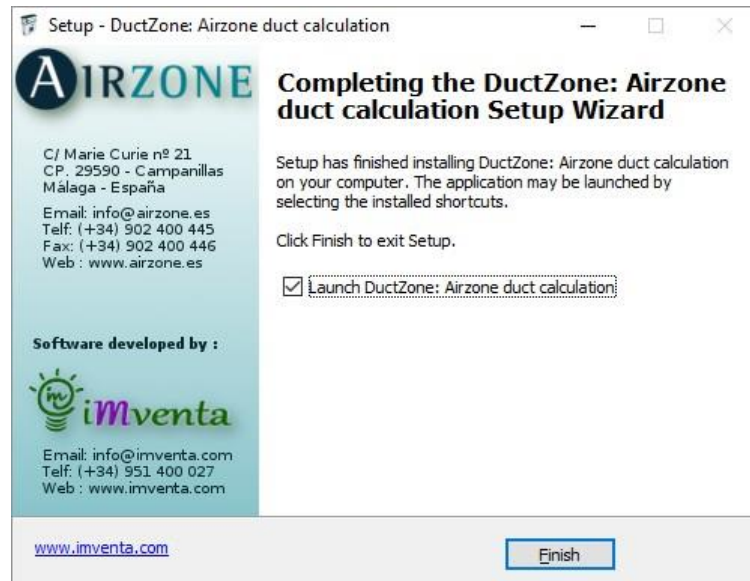 Setup - DuctZone: Airzone duct calculation
AIRZONE
C/ Marie Curie nº 21
CP. 29590 - Campanillas
Málaga - España
Email: info@airzone.es
Telf: (+34) 902 400 445
Fax: (+34) 902 400 446
Web : www.airzone.es
Software developed by :
im
iMventa
Email: info@imventa.com
Telf: (+34) 951 400 027
Web : www.imventa.com
Completing the DuctZone: Airzone
duct calculation Setup Wizard
Setup has finished installing DuctZone: Airzone duct calculation
on your computer. The application may be launched by
selecting the installed shortcuts.
Click Finish to exit Setup.
Launch DuctZone: Airzone duct calculation
www.imventa.com
Finish